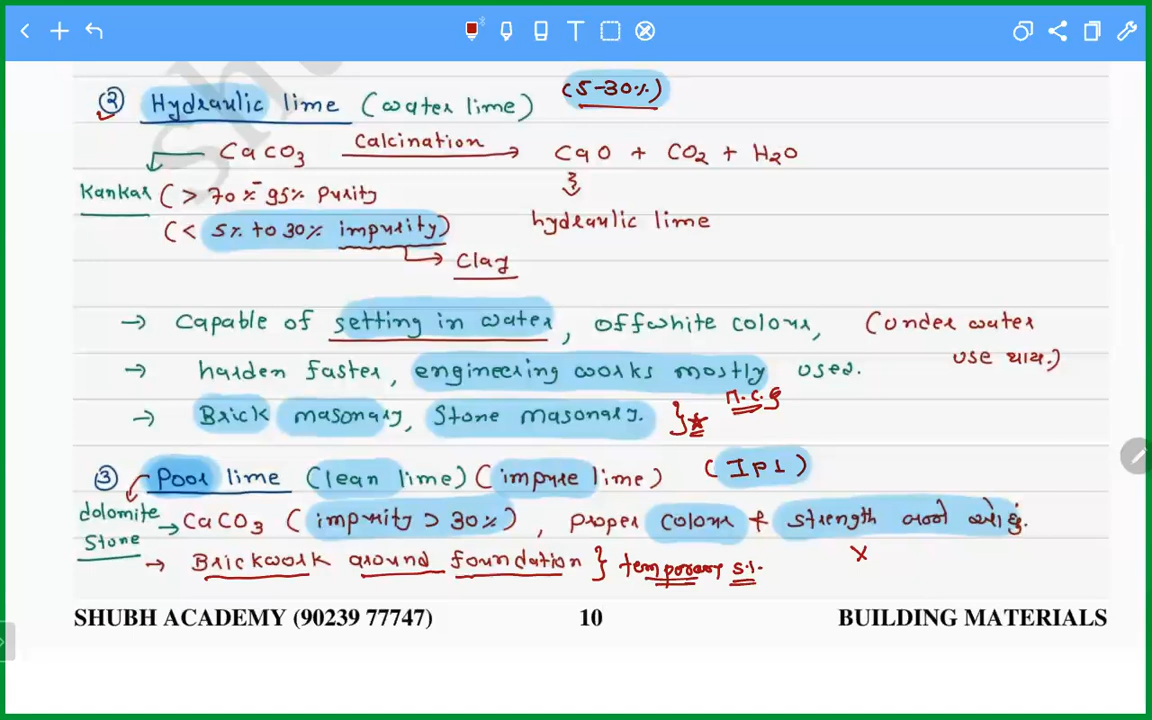 ② Hydraulic lime (water lime) (5-30%)
CaCO3 Calcination → CaO + CO2 + H2O
Kankar (> 70% - 95% Purity
(< 5% to 30% impurity) hydraulic lime
→ Clay
→ Capable of setting in water, offwhite colour, (under water
use થાય.)
→ harden faster, engineering works mostly used.
→ Brick masonary, Stone masonary. } * M.C.Q
③ Poor lime (lean lime) (impure lime) (IPL)
dolomite Stone → CaCO3 (impurity > 30%), proper colour & strength
→ Brickwork around foundation } temporary st.
SHUBH ACADEMY (90239 77747) 10 BUILDING MATERIALS